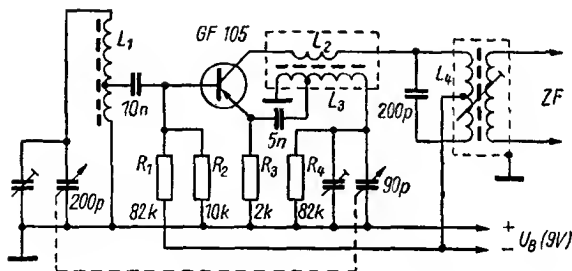 GF 105
L₁
L₂
L₃
L₄
10n
5n
200p
ZF
R₁
R₂
R₃
R₄
200p
90p
82k
10k
2k
82k
+
U_B (9V)
−